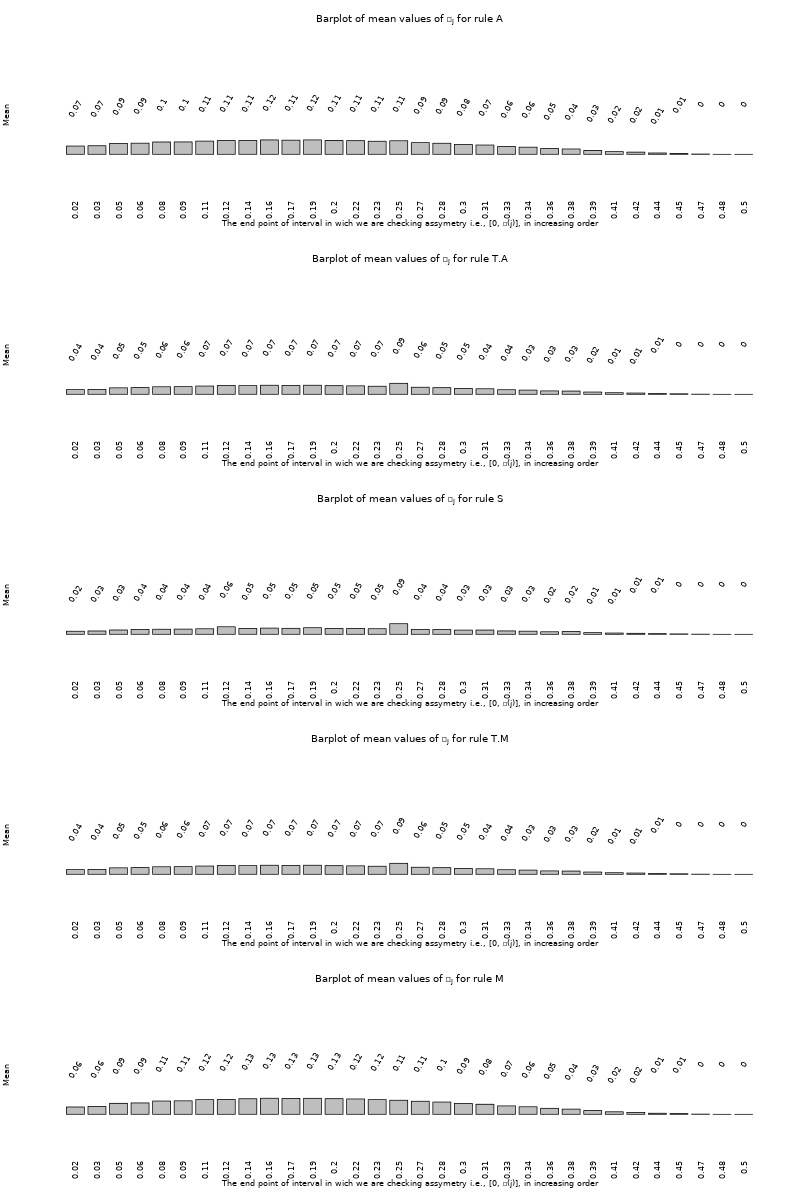 Barplot of mean values of □j for rule A
0.07 0.07 0.09 0.09 0.1 0.1 0.11 0.11 0.11 0.12 0.11 0.12 0.11 0.11 0.11 0.11 0.09 0.09 0.08 0.07 0.06 0.06 0.05 0.04 0.03 0.02 0.02 0.01 0.01 0 0 0
Mean
0.02 0.03 0.05 0.06 0.08 0.09 0.11 0.12 0.14 0.16 0.17 0.19 0.2 0.22 0.23 0.25 0.27 0.28 0.3 0.31 0.33 0.34 0.36 0.38 0.39 0.41 0.42 0.44 0.45 0.47 0.48 0.5
The end point of interval in wich we are checking assymetry i.e., [0, □(j)], in increasing order
Barplot of mean values of □j for rule T.A
0.04 0.04 0.05 0.05 0.06 0.06 0.07 0.07 0.07 0.07 0.07 0.07 0.07 0.07 0.07 0.09 0.06 0.05 0.05 0.04 0.04 0.03 0.03 0.03 0.02 0.01 0.01 0.01 0 0 0 0
Mean
0.02 0.03 0.05 0.06 0.08 0.09 0.11 0.12 0.14 0.16 0.17 0.19 0.2 0.22 0.23 0.25 0.27 0.28 0.3 0.31 0.33 0.34 0.36 0.38 0.39 0.41 0.42 0.44 0.45 0.47 0.48 0.5
The end point of interval in wich we are checking assymetry i.e., [0, □(j)], in increasing order
Barplot of mean values of □j for rule S
0.02 0.03 0.03 0.04 0.04 0.04 0.04 0.06 0.05 0.05 0.05 0.05 0.05 0.05 0.05 0.09 0.04 0.04 0.03 0.03 0.03 0.03 0.02 0.02 0.01 0.01 0.01 0.01 0 0 0 0
Mean
0.02 0.03 0.05 0.06 0.08 0.09 0.11 0.12 0.14 0.16 0.17 0.19 0.2 0.22 0.23 0.25 0.27 0.28 0.3 0.31 0.33 0.34 0.36 0.38 0.39 0.41 0.42 0.44 0.45 0.47 0.48 0.5
The end point of interval in wich we are checking assymetry i.e., [0, □(j)], in increasing order
Barplot of mean values of □j for rule T.M
0.04 0.04 0.05 0.05 0.06 0.06 0.07 0.07 0.07 0.07 0.07 0.07 0.07 0.07 0.07 0.09 0.06 0.05 0.05 0.04 0.04 0.03 0.03 0.03 0.02 0.01 0.01 0.01 0 0 0 0
Mean
0.02 0.03 0.05 0.06 0.08 0.09 0.11 0.12 0.14 0.16 0.17 0.19 0.2 0.22 0.23 0.25 0.27 0.28 0.3 0.31 0.33 0.34 0.36 0.38 0.39 0.41 0.42 0.44 0.45 0.47 0.48 0.5
The end point of interval in wich we are checking assymetry i.e., [0, □(j)], in increasing order
Barplot of mean values of □j for rule M
0.06 0.06 0.09 0.09 0.11 0.11 0.12 0.12 0.13 0.13 0.13 0.13 0.13 0.12 0.12 0.11 0.11 0.1 0.09 0.08 0.07 0.06 0.05 0.04 0.03 0.02 0.02 0.01 0.01 0 0 0
Mean
0.02 0.03 0.05 0.06 0.08 0.09 0.11 0.12 0.14 0.16 0.17 0.19 0.2 0.22 0.23 0.25 0.27 0.28 0.3 0.31 0.33 0.34 0.36 0.38 0.39 0.41 0.42 0.44 0.45 0.47 0.48 0.5
The end point of interval in wich we are checking assymetry i.e., [0, □(j)], in increasing order